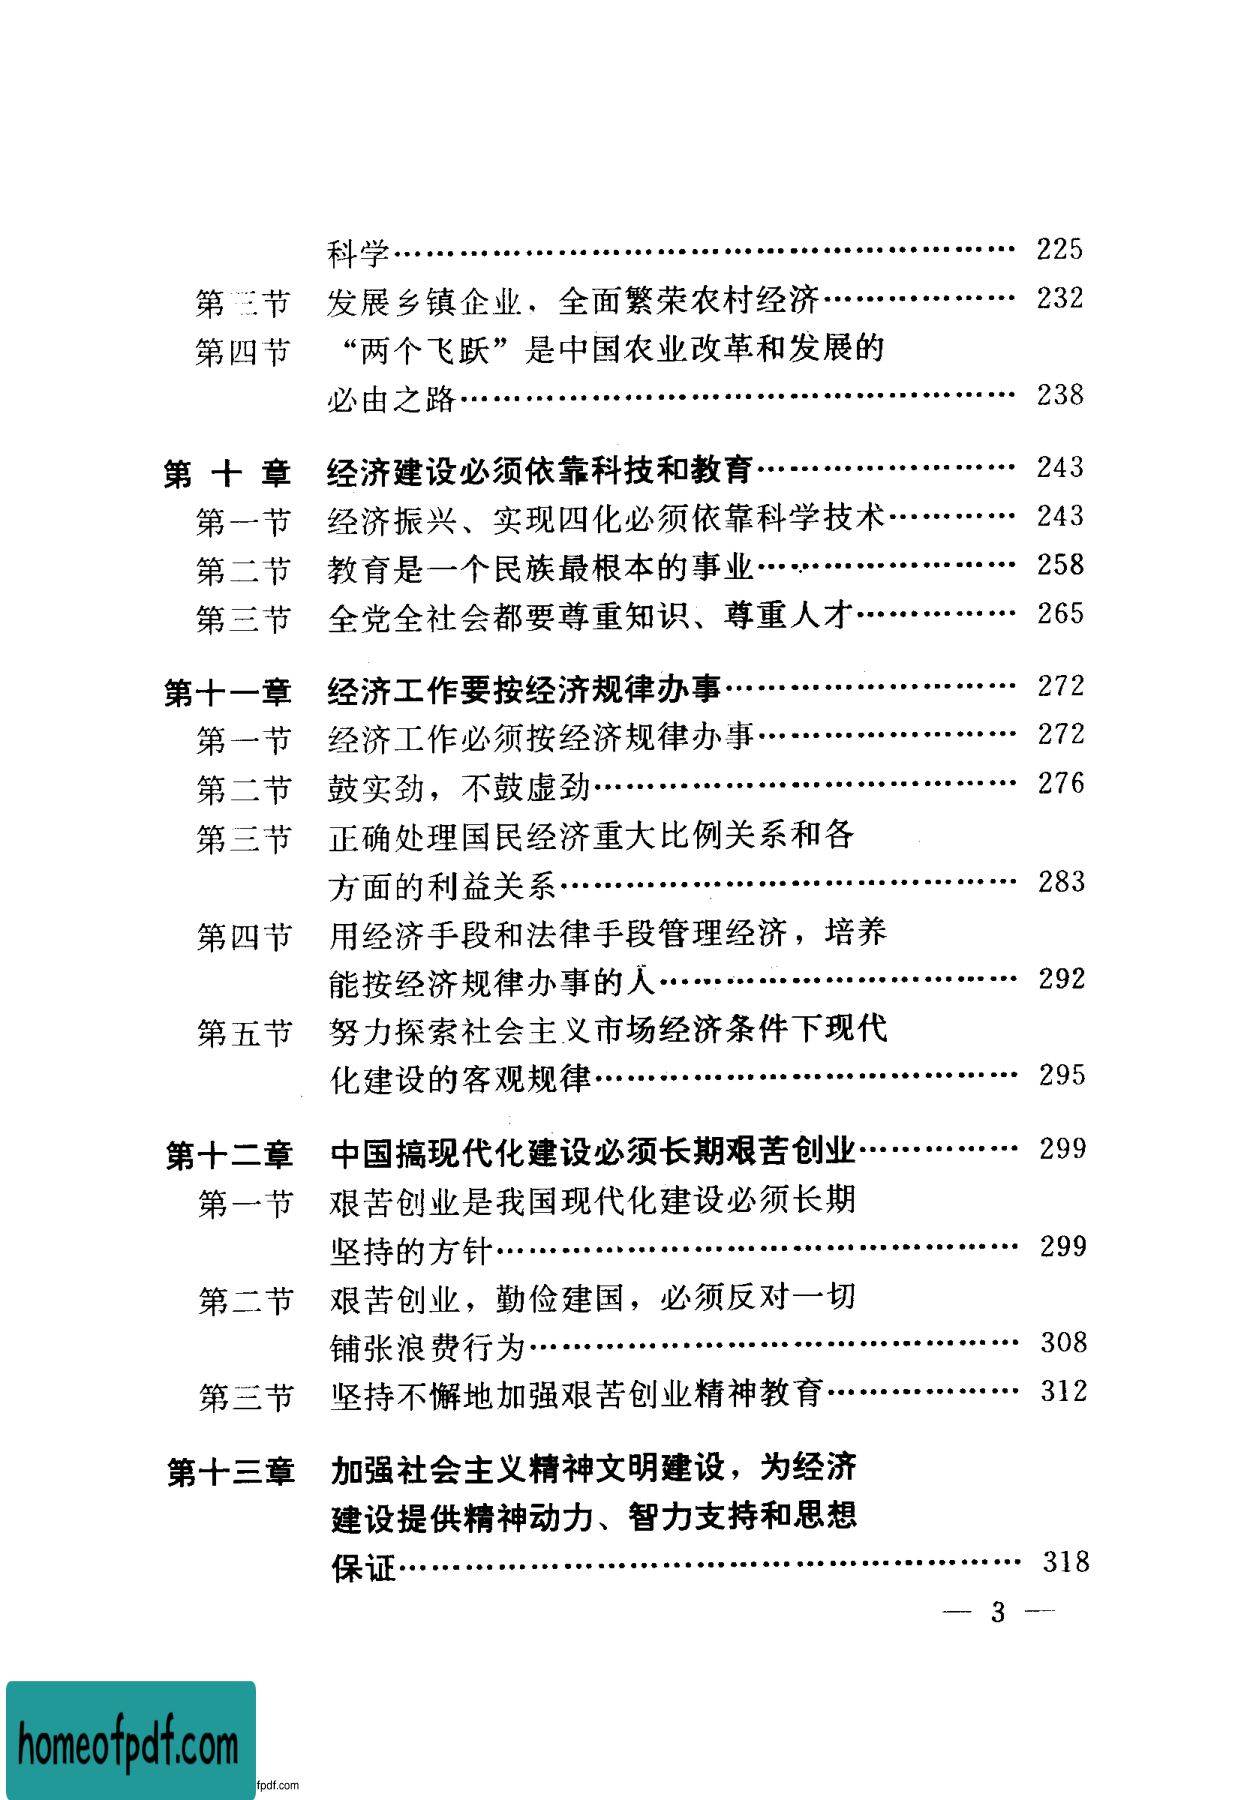 科学…………………………………………………… 225
第三节 发展乡镇企业，全面繁荣农村经济……………… 232
第四节 “两个飞跃”是中国农业改革和发展的
必由之路……………………………………………… 238
第十章 经济建设必须依靠科技和教育…………………… 243
第一节 经济振兴、实现四化必须依靠科学技术………… 243
第二节 教育是一个民族最根本的事业…………………… 258
第三节 全党全社会都要尊重知识、尊重人才…………… 265
第十一章 经济工作要按经济规律办事……………………… 272
第一节 经济工作必须按经济规律办事…………………… 272
第二节 鼓实劲，不鼓虚劲………………………………… 276
第三节 正确处理国民经济重大比例关系和各
方面的利益关系…………………………………… 283
第四节 用经济手段和法律手段管理经济，培养
能按经济规律办事的人…………………………… 292
第五节 努力探索社会主义市场经济条件下现代
化建设的客观规律………………………………… 295
第十二章 中国搞现代化建设必须长期艰苦创业…………… 299
第一节 艰苦创业是我国现代化建设必须长期
坚持的方针………………………………………… 299
第二节 艰苦创业，勤俭建国，必须反对一切
铺张浪费行为……………………………………… 308
第三节 坚持不懈地加强艰苦创业精神教育……………… 312
第十三章 加强社会主义精神文明建设，为经济
建设提供精神动力、智力支持和思想
保证…………………………………………………… 318
— 3 —
homeofpdf.com
fpdf.com